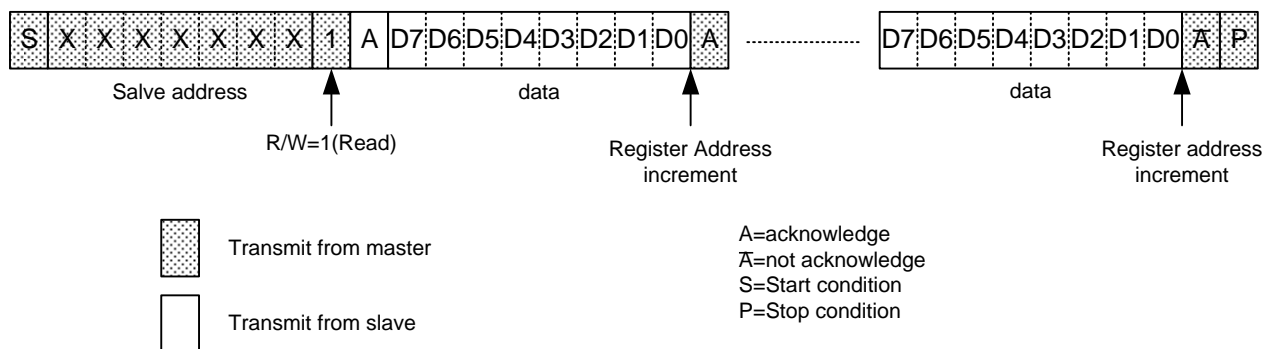 S X X X X X X X 1 A D7 D6 D5 D4 D3 D2 D1 D0 A D7 D6 D5 D4 D3 D2 D1 D0 A̅ P
Salve address
data
data
R/W=1(Read)
Register Address
increment
Register address
increment
Transmit from master
Transmit from slave
A=acknowledge
A̅=not acknowledge
S=Start condition
P=Stop condition